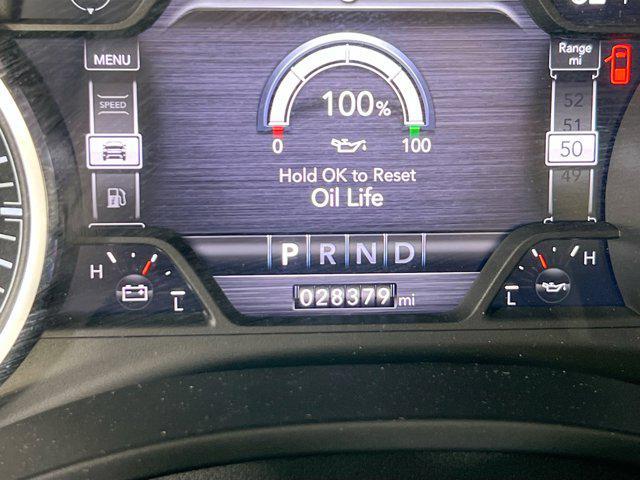 MENU
SPEED
Range
mi
52
51
50
49
100%
0
100
Hold OK to Reset
Oil Life
P R N D
H
L
028379 mi
L
H